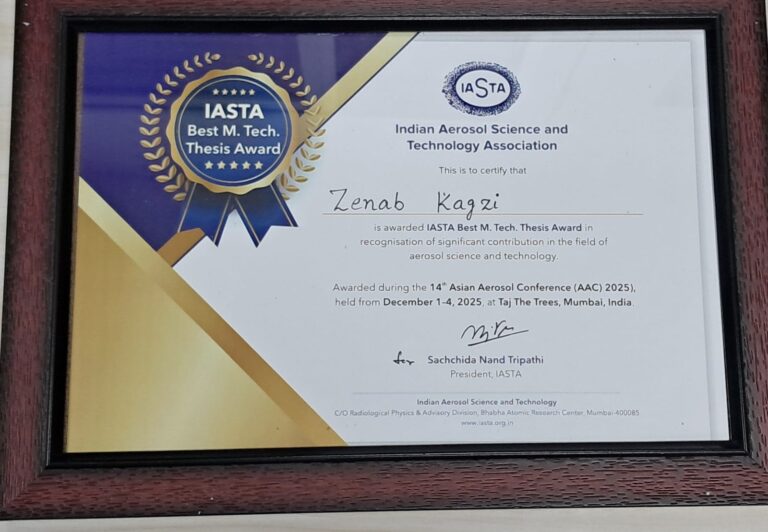 IASTA
Best M. Tech.
Thesis Award
IASTA
Indian Aerosol Science and
Technology Association
This is to certify that
Zenab Kagzi
is awarded IASTA Best M. Tech. Thesis Award in
recognisation of significant contribution in the field of
aerosol science and technology.
Awarded during the 14th Asian Aerosol Conference (AAC) 2025),
held from December 1-4, 2025, at Taj The Trees, Mumbai, India.
for Sachchida Nand Tripathi
President, IASTA
Indian Aerosol Science and Technology
C/O Radiological Physics & Advisory Division, Bhabha Atomic Research Center, Mumbai-400085
www.iasta.org.in